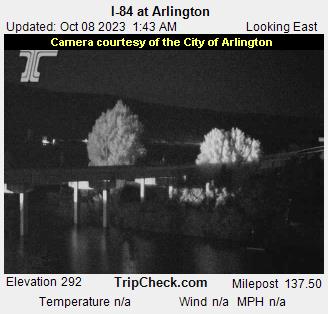 I-84 at Arlington
Updated: Oct 08 2023 1:43 AM Looking East
Camera courtesy of the City of Arlington
Elevation 292 TripCheck.com Milepost 137.50
Temperature n/a Wind n/a MPH n/a